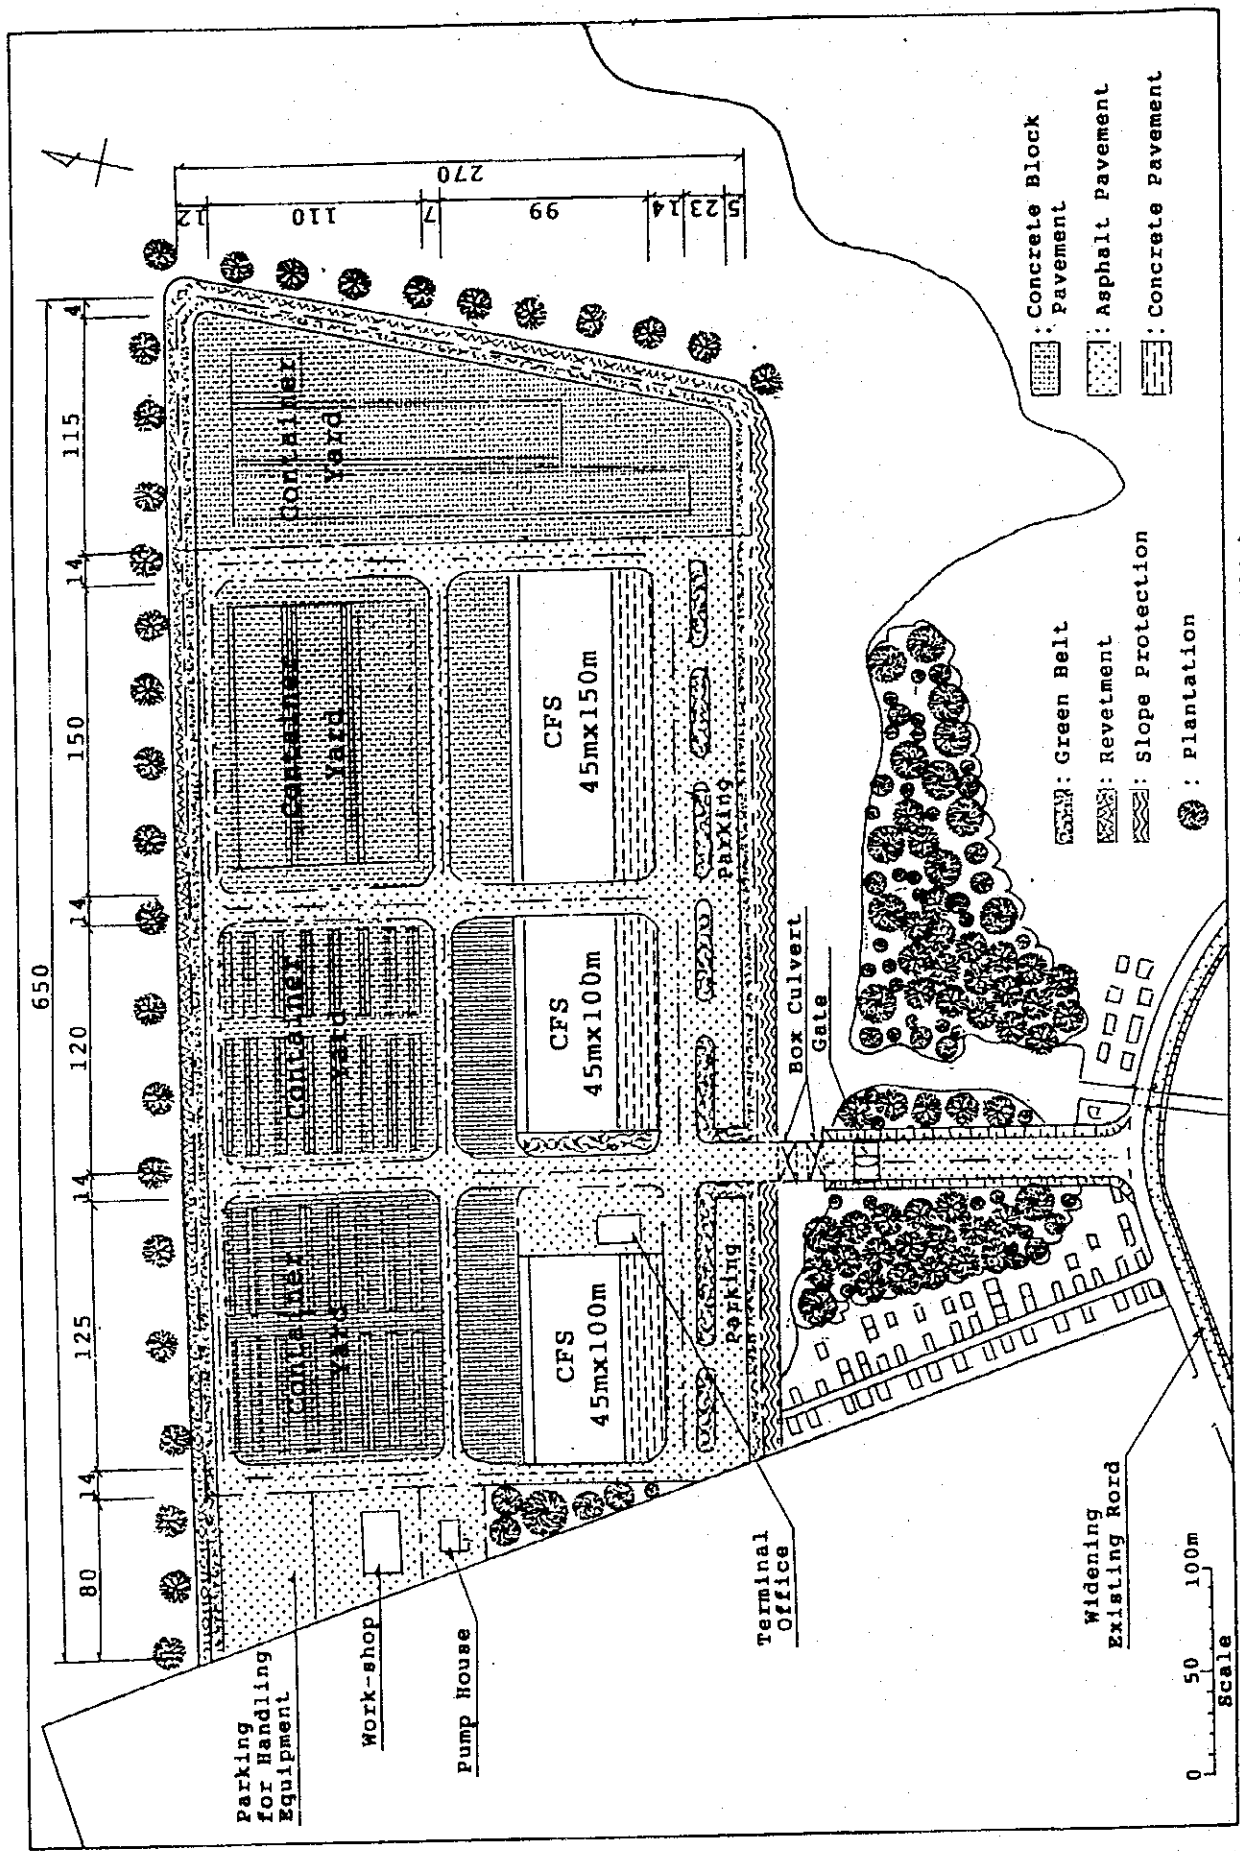 650
80
14
125
14
120
14
150
14
115
4
270
12
110
7
99
14
23
5
Container
Yard
Container
Yard
Container
Yard
Container
Yard
CFS
45mx100m
CFS
45mx100m
CFS
45mx150m
Parking
Parking
Parking
for Handling
Equipment
Work-shop
Pump House
Terminal
Office
Box Culvert
Gate
Widening
Existing Rord
: Green Belt
: Revetment
: Slope Protection
: Plantation
: Concrete Block
Pavement
: Asphalt Pavement
: Concrete Pavement
0 50 100m
Scale